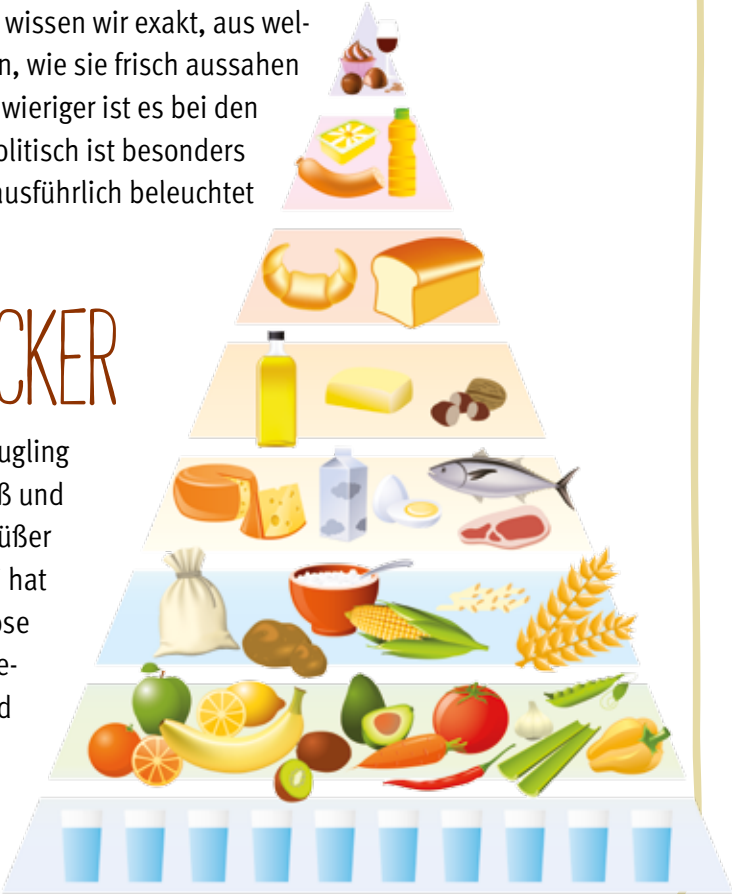 wissen wir exakt, aus wel-
n, wie sie frisch aussahen
wieriger ist es bei den
olitisch ist besonders
ausführlich beleuchtet
CKER
ugling
ß und
üßer
hat
ose
e-
d